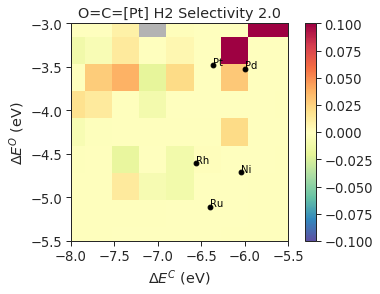 O=C=[Pt] H2 Selectivity 2.0
ΔE^O (eV)
−3.0
−3.5
−4.0
−4.5
−5.0
−5.5
Pt
Pd
Rh
Ni
Ru
−8.0 −7.5 −7.0 −6.5 −6.0 −5.5
ΔE^C (eV)
0.100
0.075
0.050
0.025
0.000
−0.025
−0.050
−0.075
−0.100